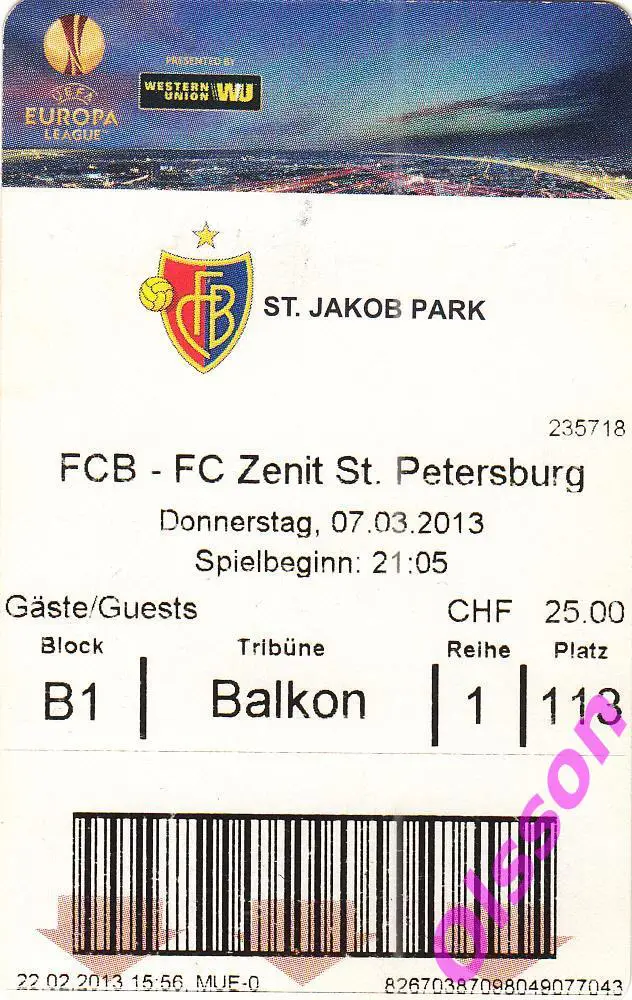 PRESENTED BY
WESTERN UNION WU
UEFA
EUROPA
LEAGUE
FCB
ST. JAKOB PARK
235718
FCB - FC Zenit St. Petersburg
Donnerstag, 07.03.2013
Spielbeginn: 21:05
Gäste/Guests CHF 25.00
Block Tribüne Reihe Platz
B1 Balkon 1 113
olsson
22.02.2013 15:56, MUE-0 82670387098049077043